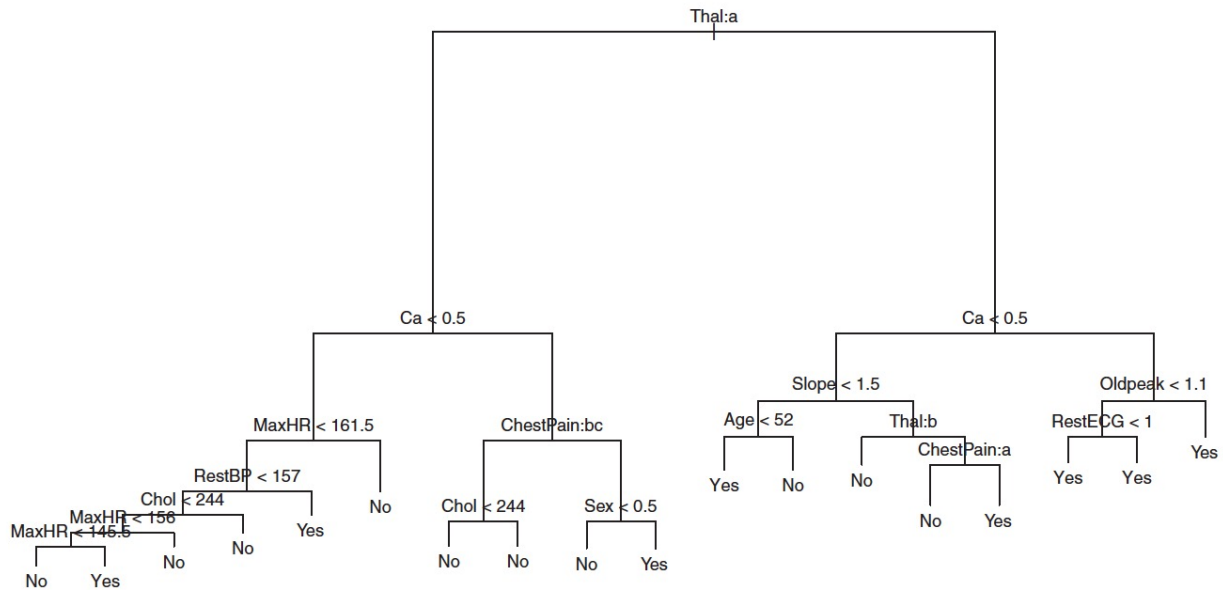 Thal:a
Ca < 0.5
Ca < 0.5
Slope < 1.5
Oldpeak < 1.1
MaxHR < 161.5
ChestPain:bc
Age < 52
Thal:b
RestECG < 1
ChestPain:a
Yes
RestBP < 157
Yes
No
No
Yes
Yes
Chol < 244
No
Chol < 244
Sex < 0.5
MaxHR < 156
No
Yes
MaxHR < 145.5
Yes
No
No
No
No
No
Yes
No
Yes